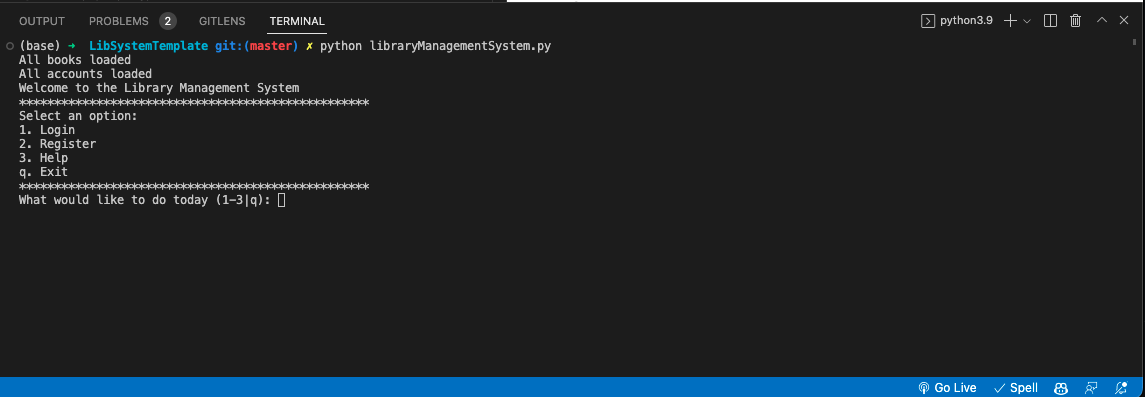 OUTPUT PROBLEMS 2 GITLENS TERMINAL python3.9
(base) ➜ LibSystemTemplate git:(master) ✗ python libraryManagementSystem.py
All books loaded
All accounts loaded
Welcome to the Library Management System
**************************************************
Select an option:
1. Login
2. Register
3. Help
q. Exit
**************************************************
What would like to do today (1-3|q):
Go Live Spell